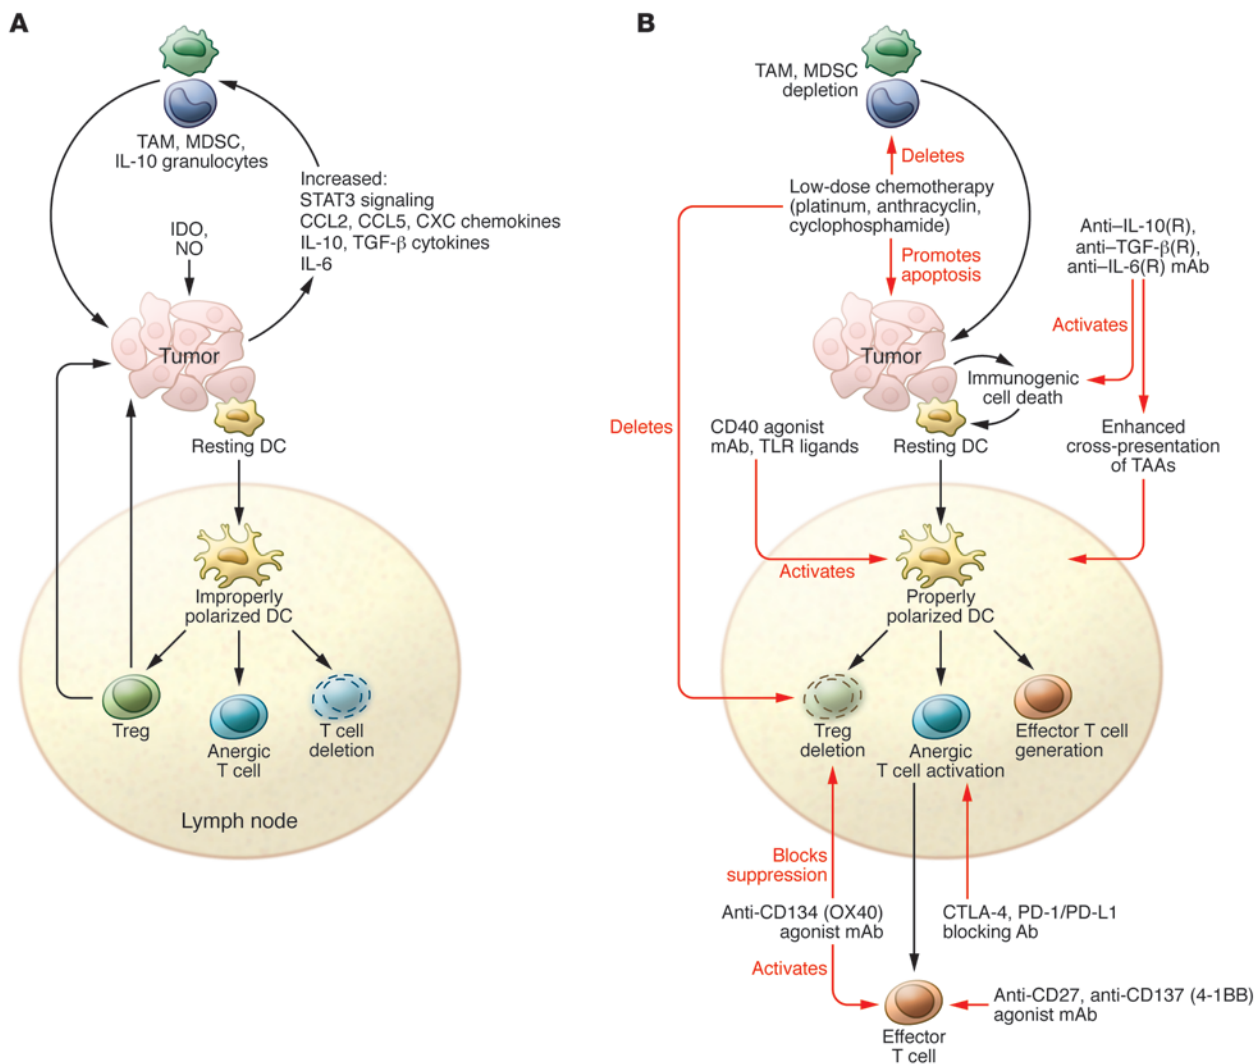 A
TAM, MDSC,
IL-10 granulocytes
Increased:
STAT3 signaling
CCL2, CCL5, CXC chemokines
IL-10, TGF-β cytokines
IL-6
IDO,
NO
Tumor
Resting DC
Improperly
polarized DC
Treg
Anergic
T cell
T cell
deletion
Lymph node
B
TAM, MDSC
depletion
Deletes
Low-dose chemotherapy
(platinum, anthracyclin,
cyclophosphamide)
Promotes
apoptosis
Anti–IL-10(R),
anti–TGF-β(R),
anti–IL-6(R) mAb
Activates
Tumor
Immunogenic
cell death
Deletes
CD40 agonist
mAb, TLR ligands
Resting DC
Enhanced
cross-presentation
of TAAs
Activates
Properly
polarized DC
Treg
deletion
Anergic
T cell activation
Effector T cell
generation
Blocks
suppression
Anti-CD134 (OX40)
agonist mAb
CTLA-4, PD-1/PD-L1
blocking Ab
Activates
Anti-CD27, anti-CD137 (4-1BB)
agonist mAb
Effector
T cell